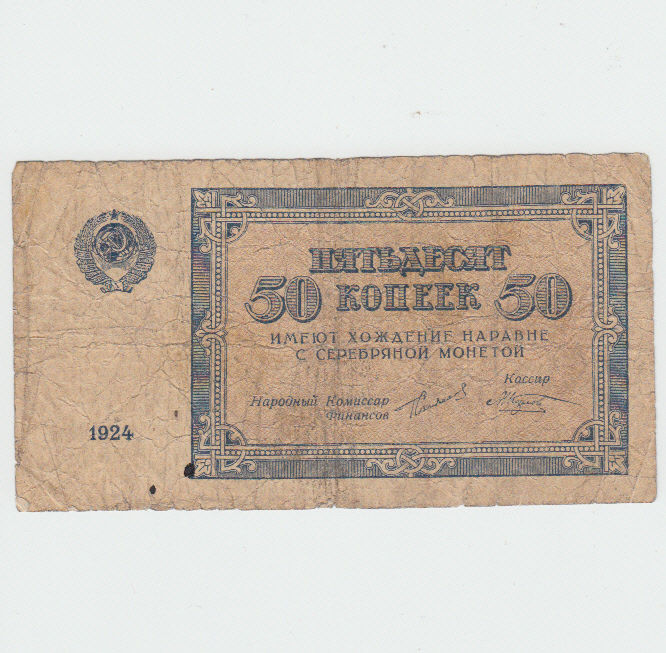 ПЯТЬДЕСЯТ
50 КОПЕЕК 50
ИМЕЮТ ХОЖДЕНИЕ НАРАВНЕ
С СЕРЕБРЯНОЙ МОНЕТОЙ
Кассир
Народный Комиссар
Финансов
1924